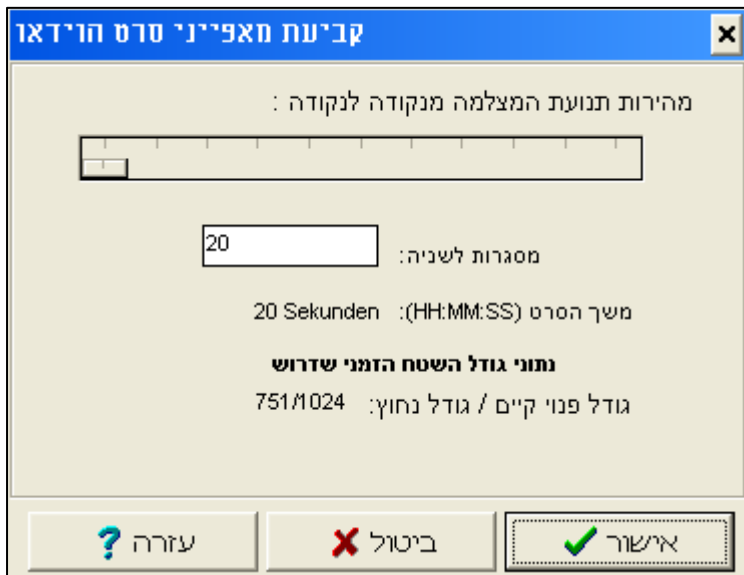 קביעת מאפייני סרט הוידאו
מהירות תנועת המצלמה מנקודה לנקודה :
מסגרות לשניה: 20
משך הסרט (HH:MM:SS): 20 Sekunden
נתוני גודל השטח הזמני שדרוש
גודל פנוי קיים / גודל נחוץ: 751/1024
אישור
ביטול
עזרה